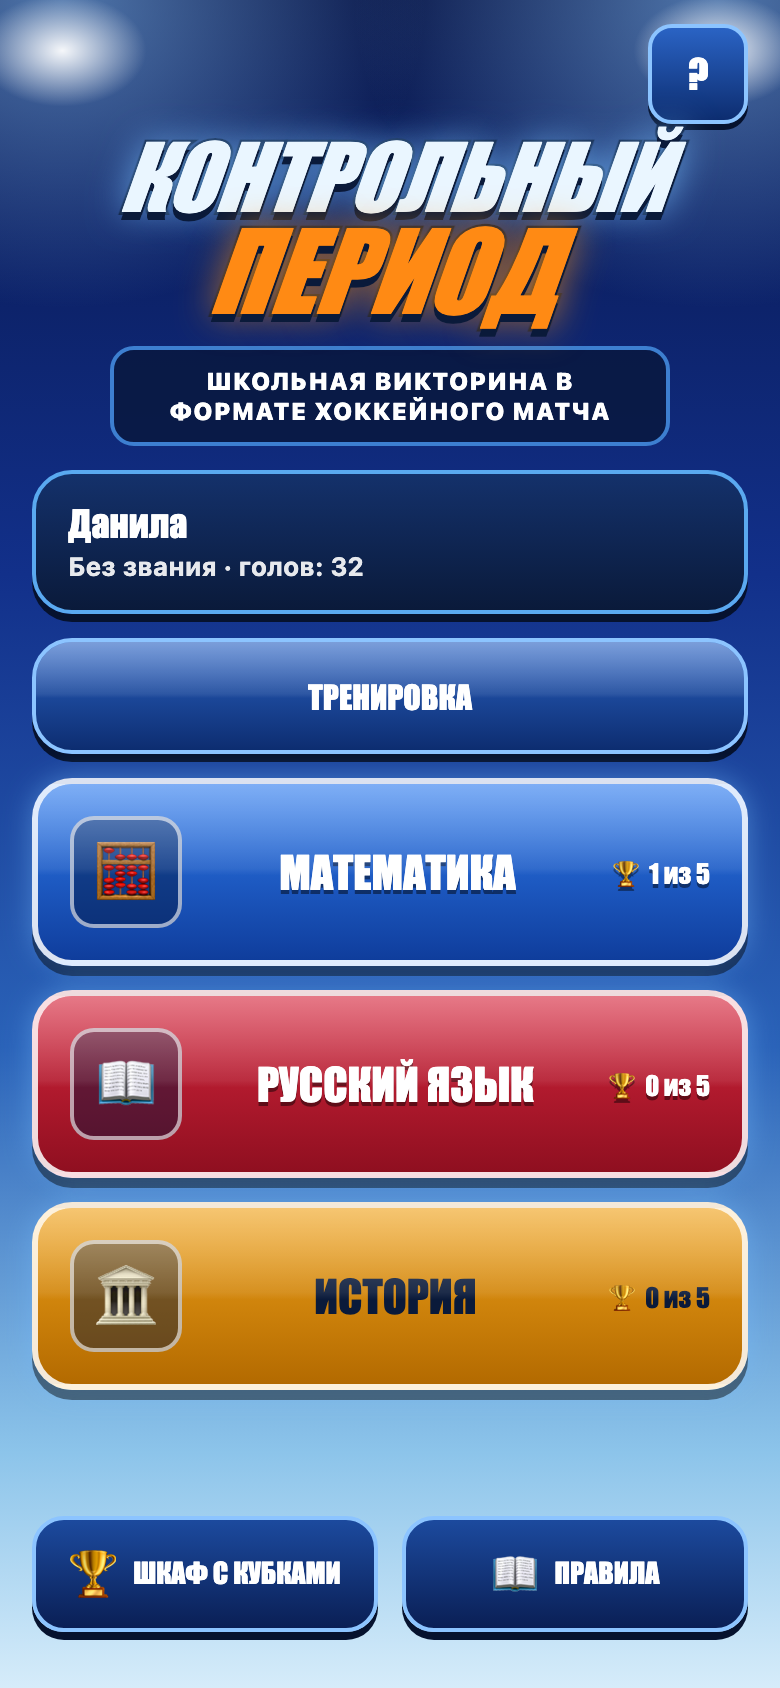 ?
КОНТРОЛЬНЫЙ
ПЕРИОД
ШКОЛЬНАЯ ВИКТОРИНА В
ФОРМАТЕ ХОККЕЙНОГО МАТЧА
Данила
Без звания · голов: 32
ТРЕНИРОВКА
МАТЕМАТИКА 🏆 1 из 5
РУССКИЙ ЯЗЫК 🏆 0 из 5
ИСТОРИЯ 🏆 0 из 5
🏆 ШКАФ С КУБКАМИ
📖 ПРАВИЛА